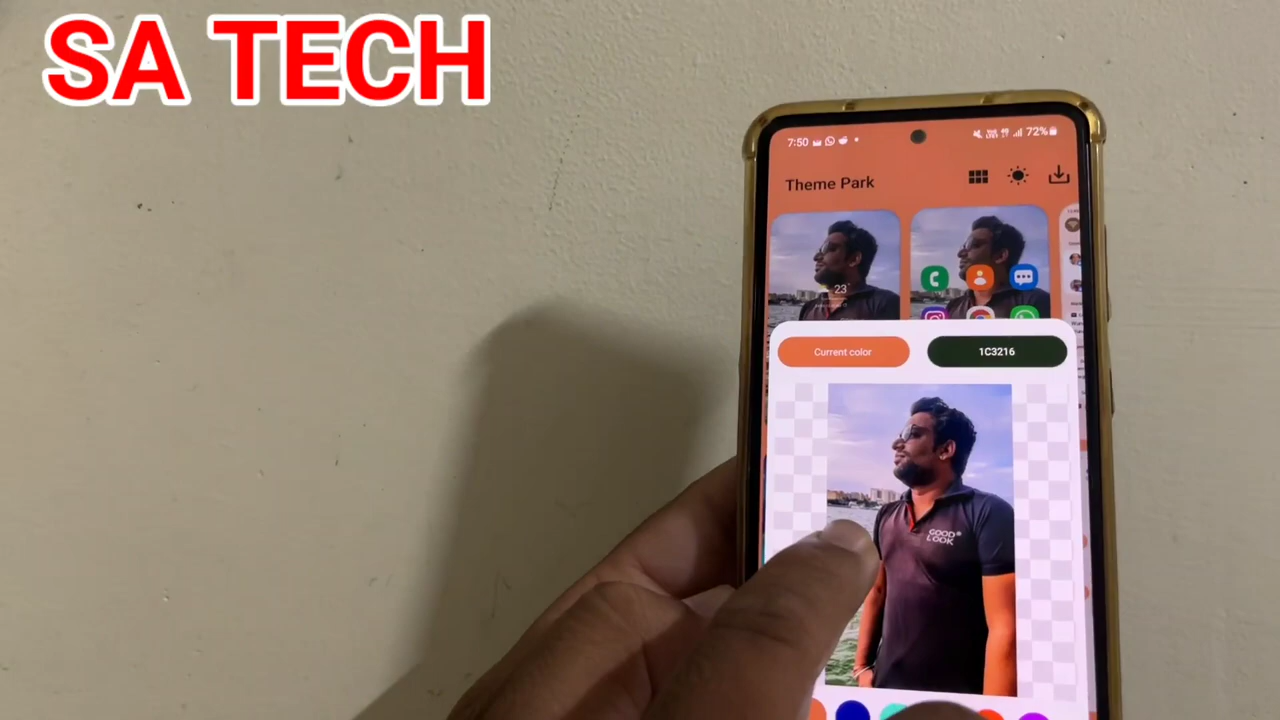 SA TECH
7:50
72%
Theme Park
23
Current color
1C3216
GOOD
LOOK